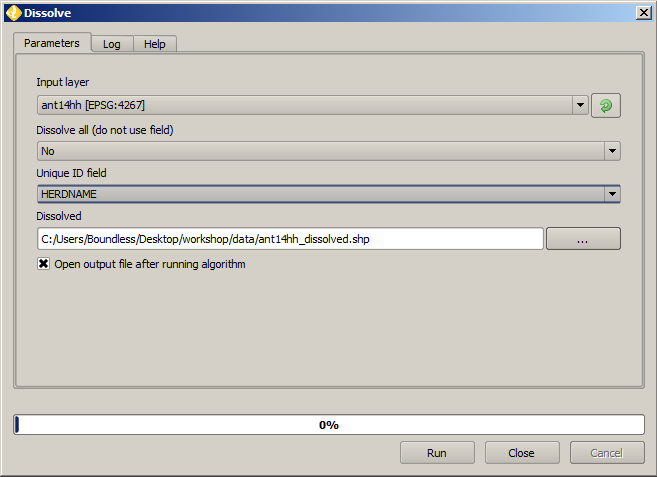 Dissolve
Parameters Log Help
Input layer
ant14hh [EPSG:4267]
Dissolve all (do not use field)
No
Unique ID field
HERDNAME
Dissolved
C:/Users/Boundless/Desktop/workshop/data/ant14hh_dissolved.shp ...
Open output file after running algorithm
0%
Run Close Cancel